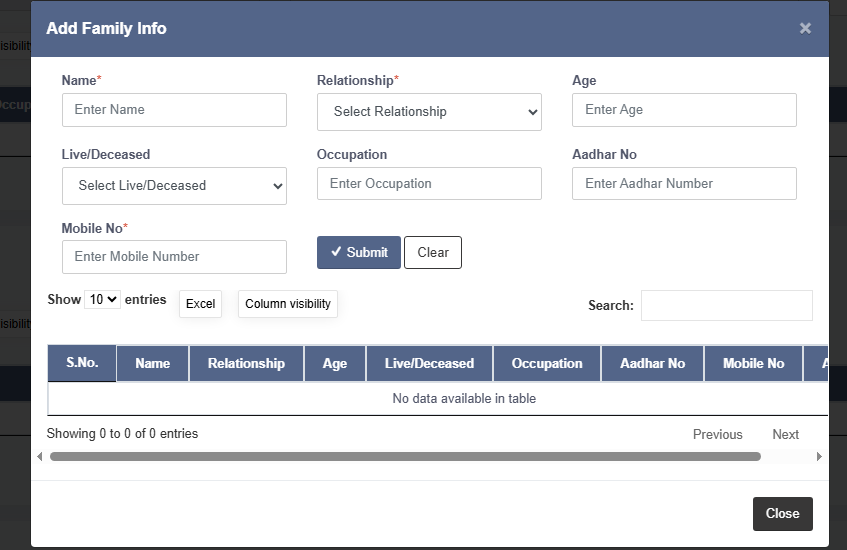 Add Family Info ×
Name* Relationship* Age
Enter Name Select Relationship Enter Age
Live/Deceased Occupation Aadhar No
Select Live/Deceased Enter Occupation Enter Aadhar Number
Mobile No*
Enter Mobile Number ✔ Submit Clear
Show 10 entries Excel Column visibility Search:
S.No. Name Relationship Age Live/Deceased Occupation Aadhar No Mobile No
No data available in table
Showing 0 to 0 of 0 entries Previous Next
Close